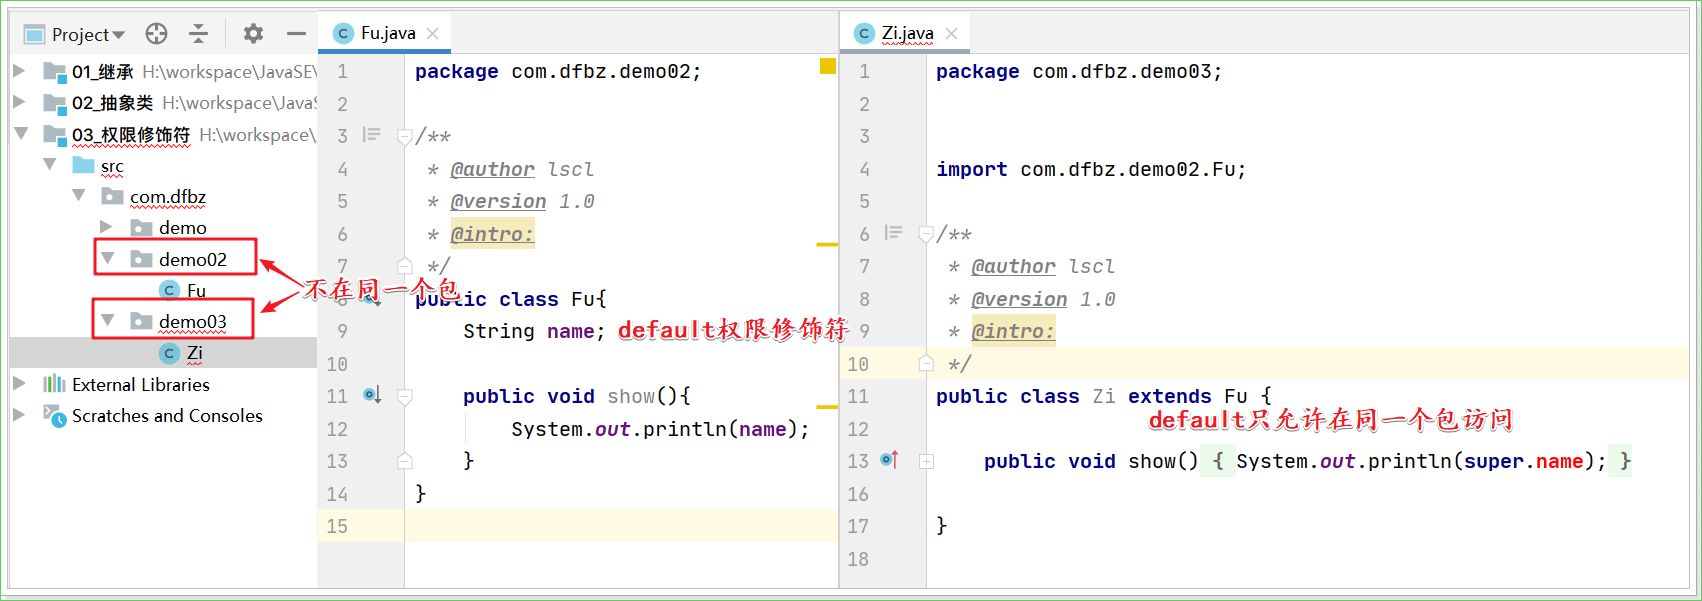 Project
01_继承 H:\workspace\JavaSE\
02_抽象类 H:\workspace\JavaS
03_权限修饰符 H:\workspace\
src
com.dfbz
demo
demo02
Fu
demo03
Zi
External Libraries
Scratches and Consoles
不在同一个包
Fu.java
1 package com.dfbz.demo02;
2
3 /**
4 * @author lscl
5 * @version 1.0
6 * @intro:
7 */
8 public class Fu{
9 String name; default权限修饰符
10
11 public void show(){
12 System.out.println(name);
13 }
14 }
15
Zi.java
1 package com.dfbz.demo03;
2
3
4 import com.dfbz.demo02.Fu;
5
6 /**
7 * @author lscl
8 * @version 1.0
9 * @intro:
10 */
11 public class Zi extends Fu {
12 default只允许在同一个包访问
13 public void show() { System.out.println(super.name); }
16
17 }
18